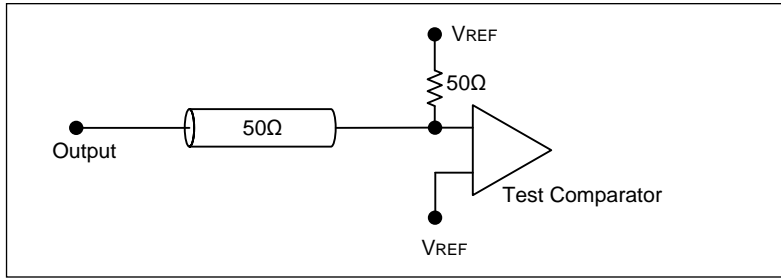 VREF
50Ω
50Ω
Output
Test Comparator
VREF